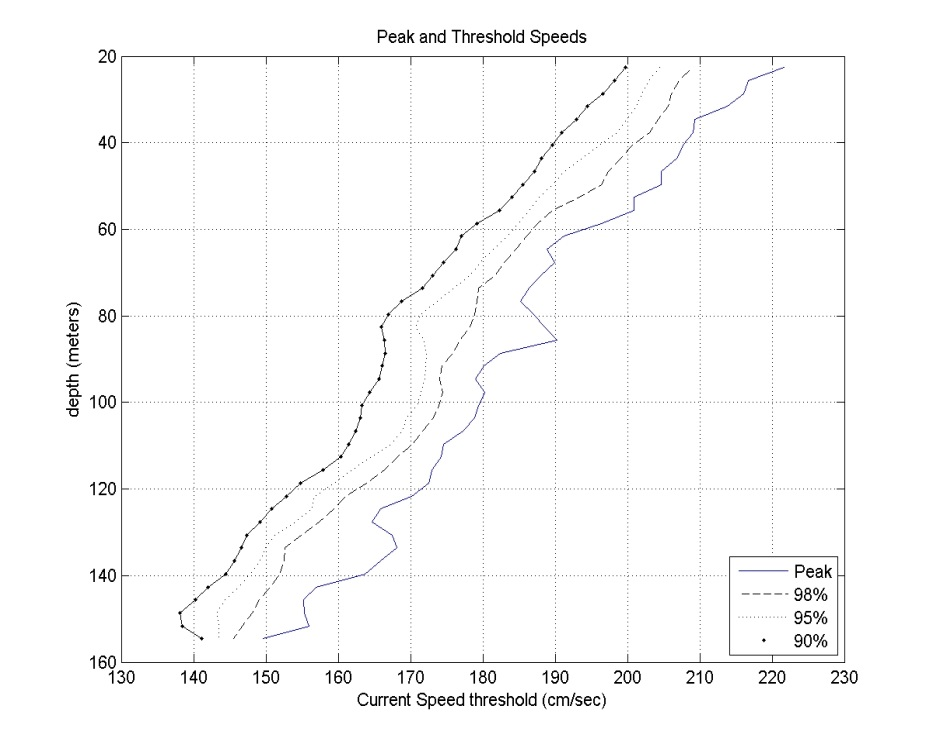 Peak and Threshold Speeds
20
40
60
80
100
120
140
160
depth (meters)
130 140 150 160 170 180 190 200 210 220 230
Current Speed threshold (cm/sec)
Peak
98%
95%
90%